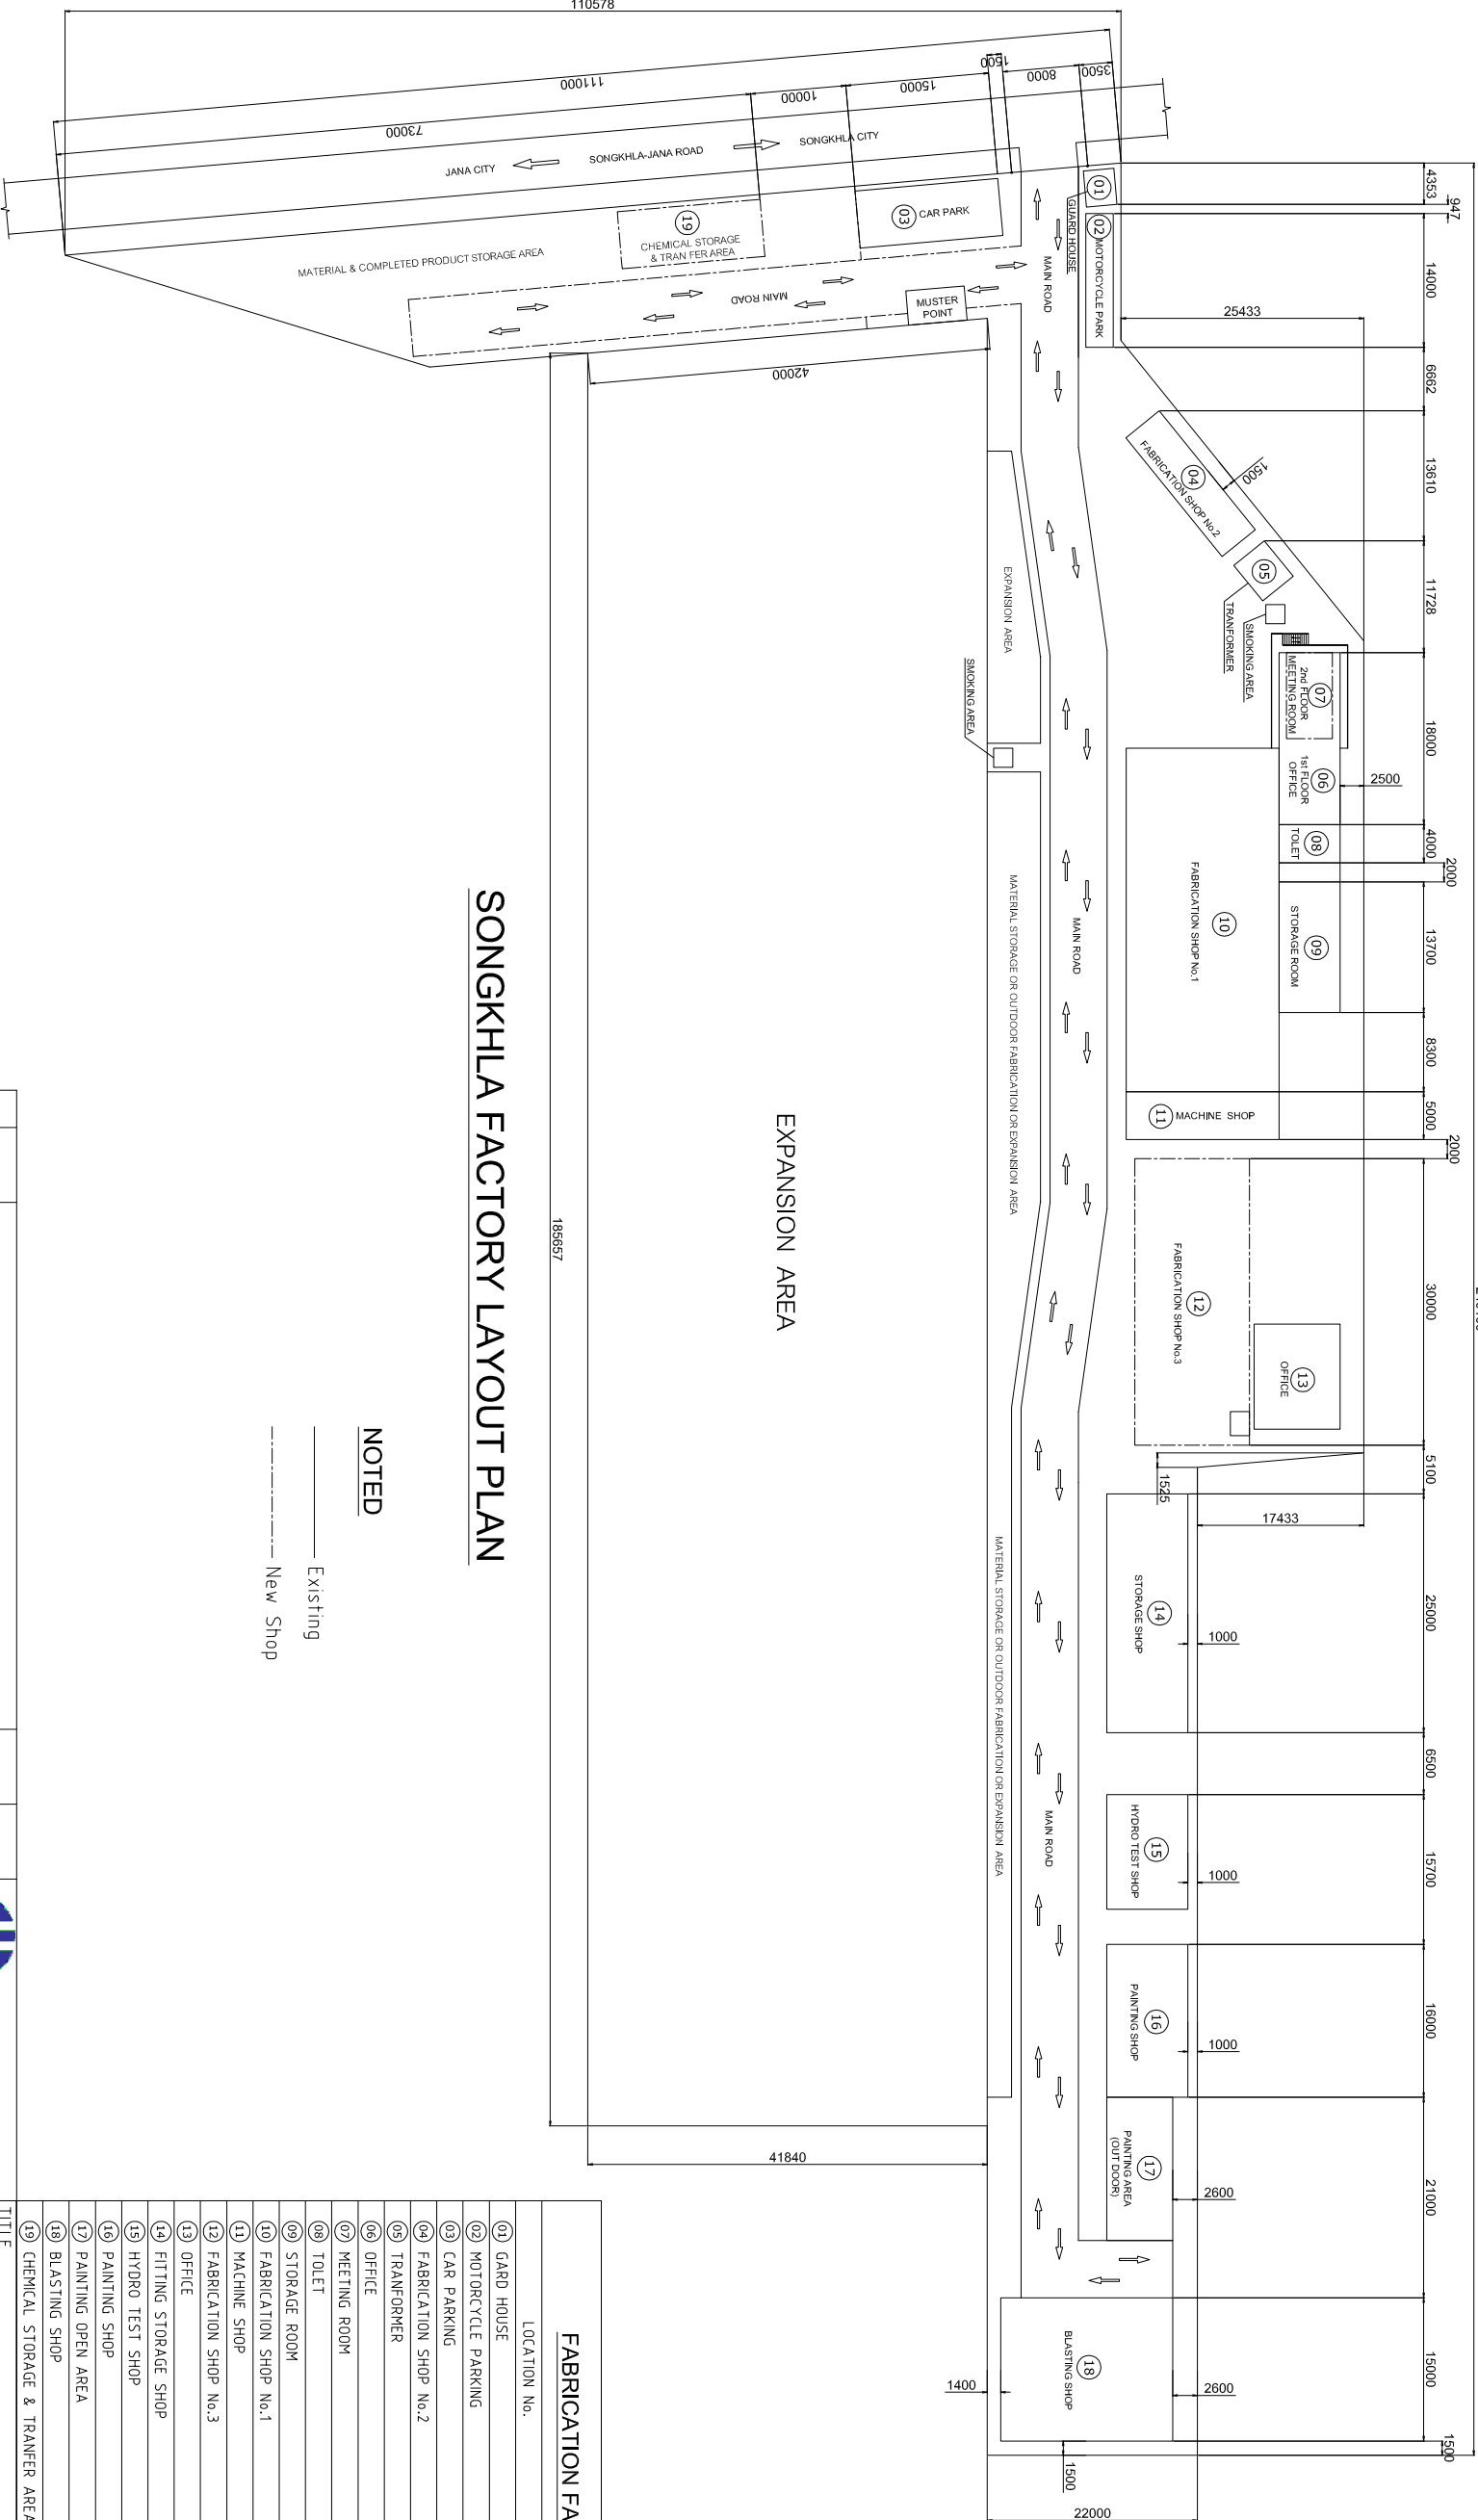 110578
111000
73000
10000
15000
1500
8000
3500
JANA CITY
SONGKHLA-JANA ROAD
SONGKHLA CITY
4353
947
14000
6662
13610
11728
18000
4000
2000
13700
8300
5000
2000
30000
5100
25000
6500
15700
16000
21000
15000
1500
25433
2500
17433
1525
1000
1000
1000
2600
2600
1400
1500
22000
1500
01
GUARD HOUSE
02
MOTORCYCLE PARK
03 CAR PARK
19
CHEMICAL STORAGE
& TRAN FER AREA
MATERIAL & COMPLETED PRODUCT STORAGE AREA
MAIN ROAD
MUSTER
POINT
MAIN ROAD
42000
04
FABRICATION SHOP No.2
05
TRANFORMER
SMOKING AREA
07
2nd FLOOR
MEETING ROOM
06
1st FLOOR
OFFICE
08
TOLET
09
STORAGE ROOM
10
FABRICATION SHOP No.1
11 MACHINE SHOP
12
FABRICATION SHOP No.3
13
OFFICE
14
STORAGE SHOP
15
HYDRO TEST SHOP
16
PAINTING SHOP
17
PAINTING AREA
(OUT DOOR)
18
BLASTING SHOP
MAIN ROAD
MAIN ROAD
EXPANSION AREA
SMOKING AREA
MATERIAL STORAGE OR OUTDOOR FABRICATION OR EXPANSION AREA
MATERIAL STORAGE OR OUTDOOR FABRICATION OR EXPANSION AREA
EXPANSION AREA
185657
41840
SONGKHLA FACTORY LAYOUT PLAN
NOTED
Existing
New Shop
FABRICATION FA
LOCATION No.
01 GARD HOUSE
02 MOTORCYCLE PARKING
03 CAR PARKING
04 FABRICATION SHOP No.2
05 TRANFORMER
06 OFFICE
07 MEETING ROOM
08 TOLET
09 STORAGE ROOM
10 FABRICATION SHOP No.1
11 MACHINE SHOP
12 FABRICATION SHOP No.3
13 OFFICE
14 FITTING STORAGE SHOP
15 HYDRO TEST SHOP
16 PAINTING SHOP
17 PAINTING OPEN AREA
18 BLASTING SHOP
19 CHEMICAL STORAGE & TRANFER AREA
TITLE